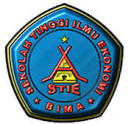 SEKOLAH TINGGI ILMU EKONOMI
STIE
BIMA